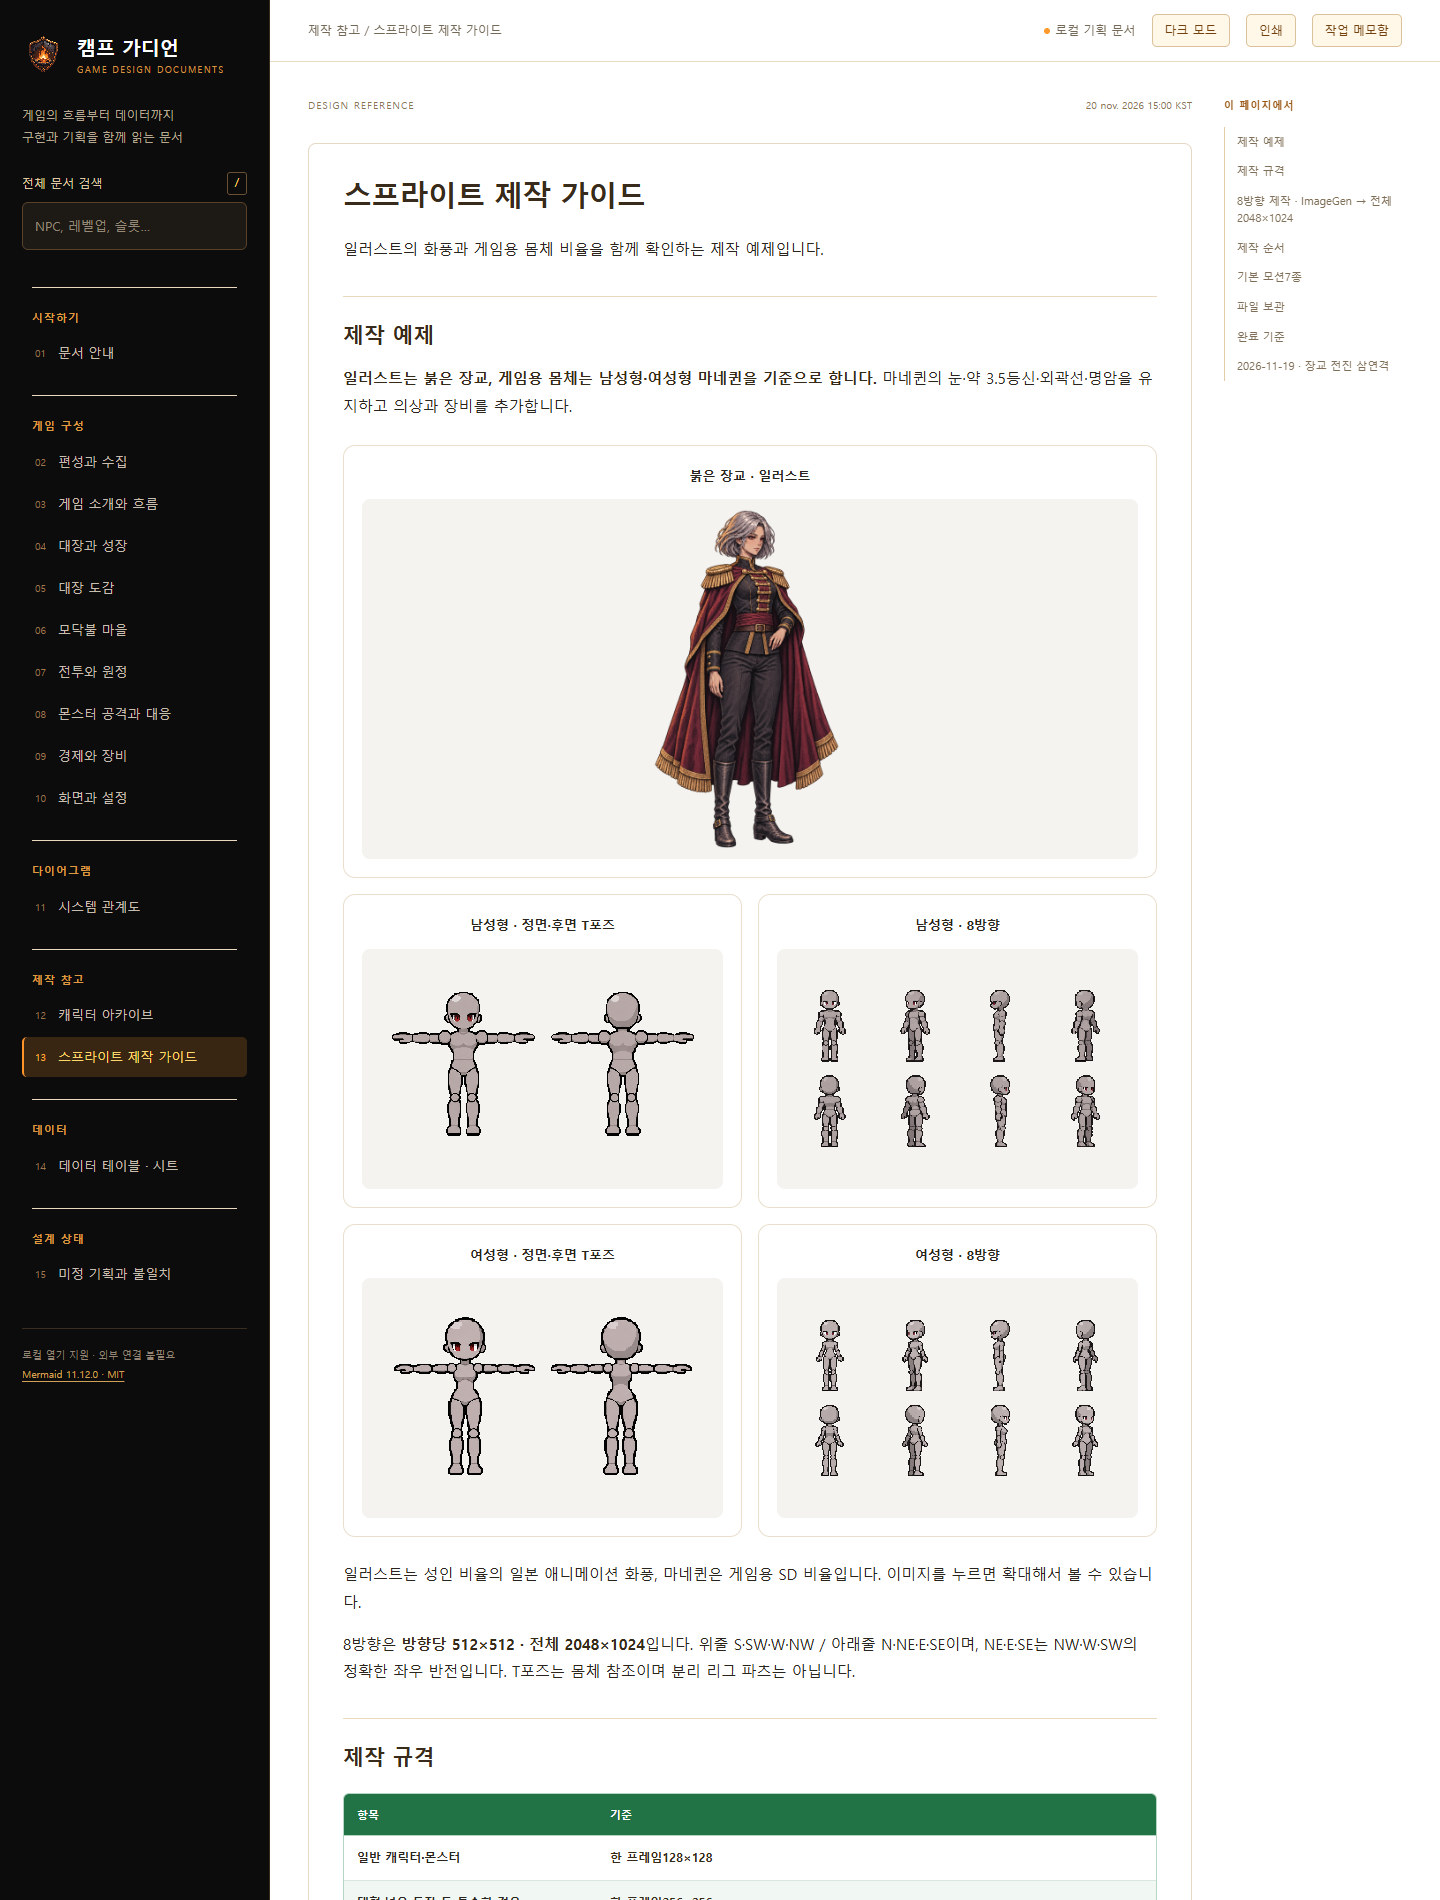 캠프 가디언
GAME DESIGN DOCUMENTS
게임의 흐름부터 데이터까지
구현과 기획을 함께 읽는 문서
전체 문서 검색
/
NPC, 레벨업, 슬롯...
시작하기
01 문서 안내
게임 구성
02 편성과 수집
03 게임 소개와 흐름
04 대장과 성장
05 대장 도감
06 모닥불 마을
07 전투와 원정
08 몬스터 공격과 대응
09 경제와 장비
10 화면과 설정
다이어그램
11 시스템 관계도
제작 참고
12 캐릭터 아카이브
13 스프라이트 제작 가이드
데이터
14 데이터 테이블 · 시트
설계 상태
15 미정 기획과 불일치
로컬 열기 지원 · 외부 연결 불필요
Mermaid 11.12.0 · MIT
제작 참고 / 스프라이트 제작 가이드
로컬 기획 문서
다크 모드
인쇄
작업 메모함
DESIGN REFERENCE
20 nov. 2026 15:00 KST
스프라이트 제작 가이드
일러스트의 화풍과 게임용 몸체 비율을 함께 확인하는 제작 예제입니다.
제작 예제
일러스트는 붉은 장교, 게임용 몸체는 남성형·여성형 마네퀸을 기준으로 합니다. 마네퀸의 눈·약 3.5등신·외곽선·명암을 유
지하고 의상과 장비를 추가합니다.
붉은 장교 · 일러스트
남성형 · 정면·후면 T포즈
남성형 · 8방향
여성형 · 정면·후면 T포즈
여성형 · 8방향
일러스트는 성인 비율의 일본 애니메이션 화풍, 마네퀸은 게임용 SD 비율입니다. 이미지를 누르면 확대해서 볼 수 있습니
다.
8방향은 방향당 512×512 · 전체 2048×1024입니다. 위줄 S·SW·W·NW / 아래줄 N·NE·E·SE이며, NE·E·SE는 NW·W·SW의
정확한 좌우 반전입니다. T포즈는 몸체 참조이며 분리 리그 파츠는 아닙니다.
제작 규격
항목 기준
일반 캐릭터·몬스터 한 프레임128×128
이 페이지에서
제작 예제
제작 규격
8방향 제작 · ImageGen → 전체
2048×1024
제작 순서
기본 모션7종
파일 보관
완료 기준
2026-11-19 · 장교 전진 삼연격